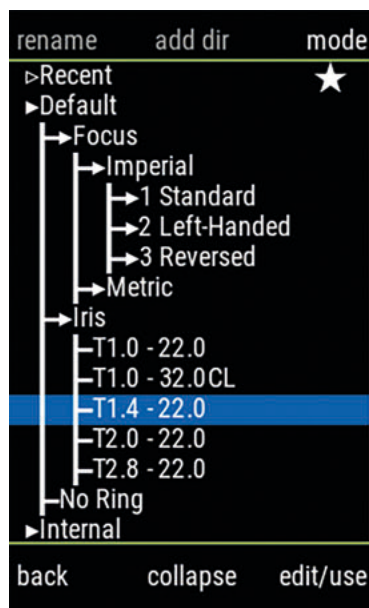 rename add dir mode
Recent
Default
Focus
Imperial
1 Standard
2 Left-Handed
3 Reversed
Metric
Iris
T1.0 - 22.0
T1.0 - 32.0CL
T1.4 - 22.0
T2.0 - 22.0
T2.8 - 22.0
No Ring
Internal
back collapse edit/use